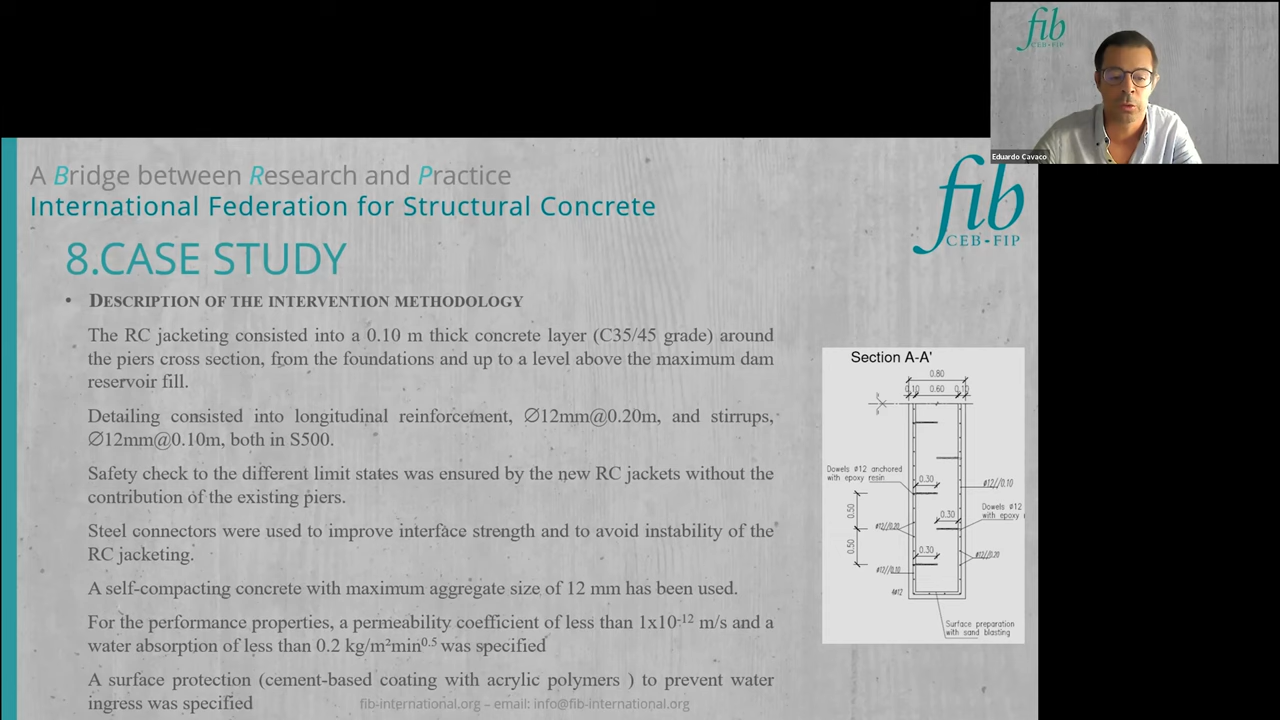 fib
CEB-FIP
Eduardo Cavaco
A Bridge between Research and Practice
International Federation for Structural Concrete
fib
CEB-FIP
8.CASE STUDY
• DESCRIPTION OF THE INTERVENTION METHODOLOGY
The RC jacketing consisted into a 0.10 m thick concrete layer (C35/45 grade) around
the piers cross section, from the foundations and up to a level above the maximum dam
reservoir fill.
Detailing consisted into longitudinal reinforcement, ∅12mm@0.20m, and stirrups,
∅12mm@0.10m, both in S500.
Safety check to the different limit states was ensured by the new RC jackets without the
contribution of the existing piers.
Steel connectors were used to improve interface strength and to avoid instability of the
RC jacketing.
A self-compacting concrete with maximum aggregate size of 12 mm has been used.
For the performance properties, a permeability coefficient of less than 1x10⁻¹² m/s and a
water absorption of less than 0.2 kg/m²min⁰·⁵ was specified
A surface protection (cement-based coating with acrylic polymers ) to prevent water
ingress was specified
fib-international.org – email: info@fib-international.org
Section A-A'
0.80
0.10 0.60 0.10
Dowels ø12 anchored
with epoxy resin
0.30
ø12//0.10
Dowels ø12
with epoxy
0.50
0.30
ø12//0.20
0.50
0.30
ø12//0.20
ø12//0.10
4ø12
Surface preparation
with sand blasting